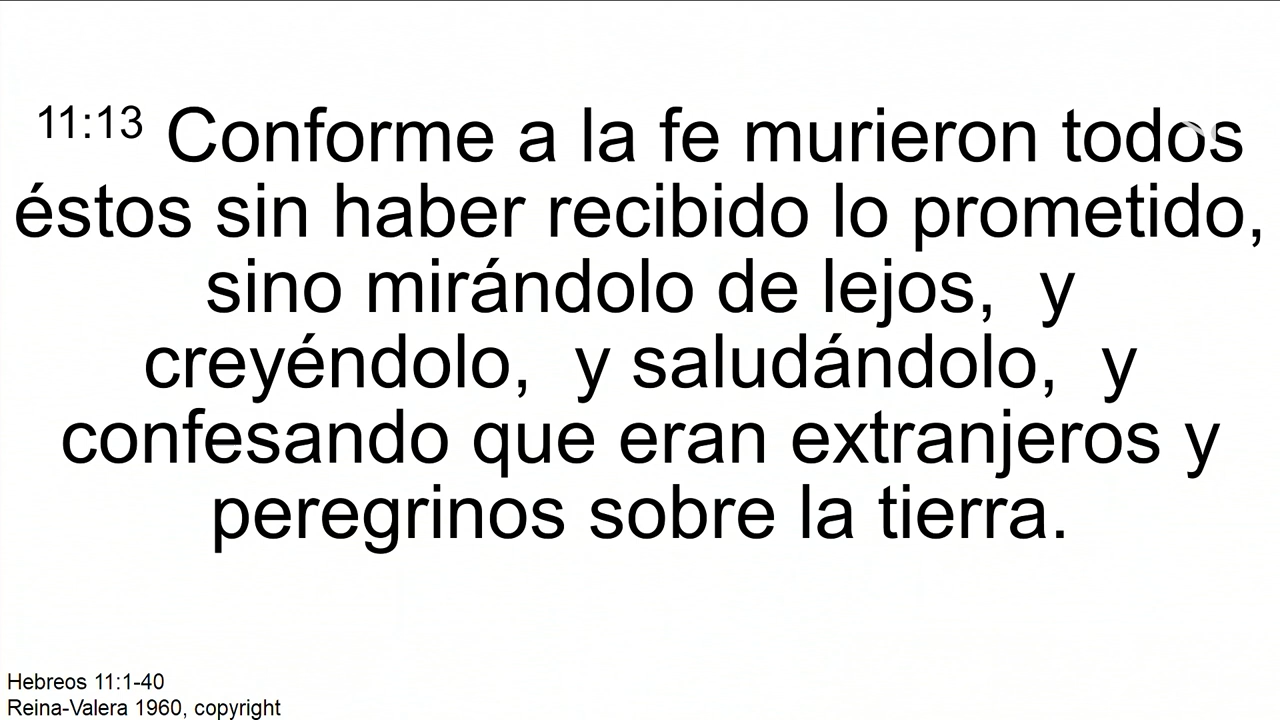 11:13 Conforme a la fe murieron todos
éstos sin haber recibido lo prometido,
sino mirándolo de lejos,  y
creyéndolo,  y saludándolo,  y
confesando que eran extranjeros y
peregrinos sobre la tierra.
Hebreos 11:1-40
Reina-Valera 1960, copyright